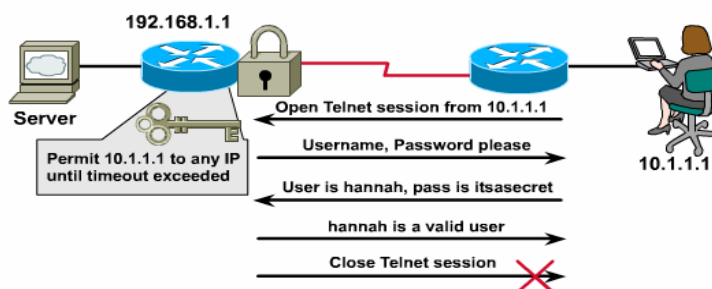 192.168.1.1
Server
Open Telnet session from 10.1.1.1
Permit 10.1.1.1 to any IP
until timeout exceeded
Username, Password please
10.1.1.1
User is hannah, pass is itsasecret
hannah is a valid user
Close Telnet session